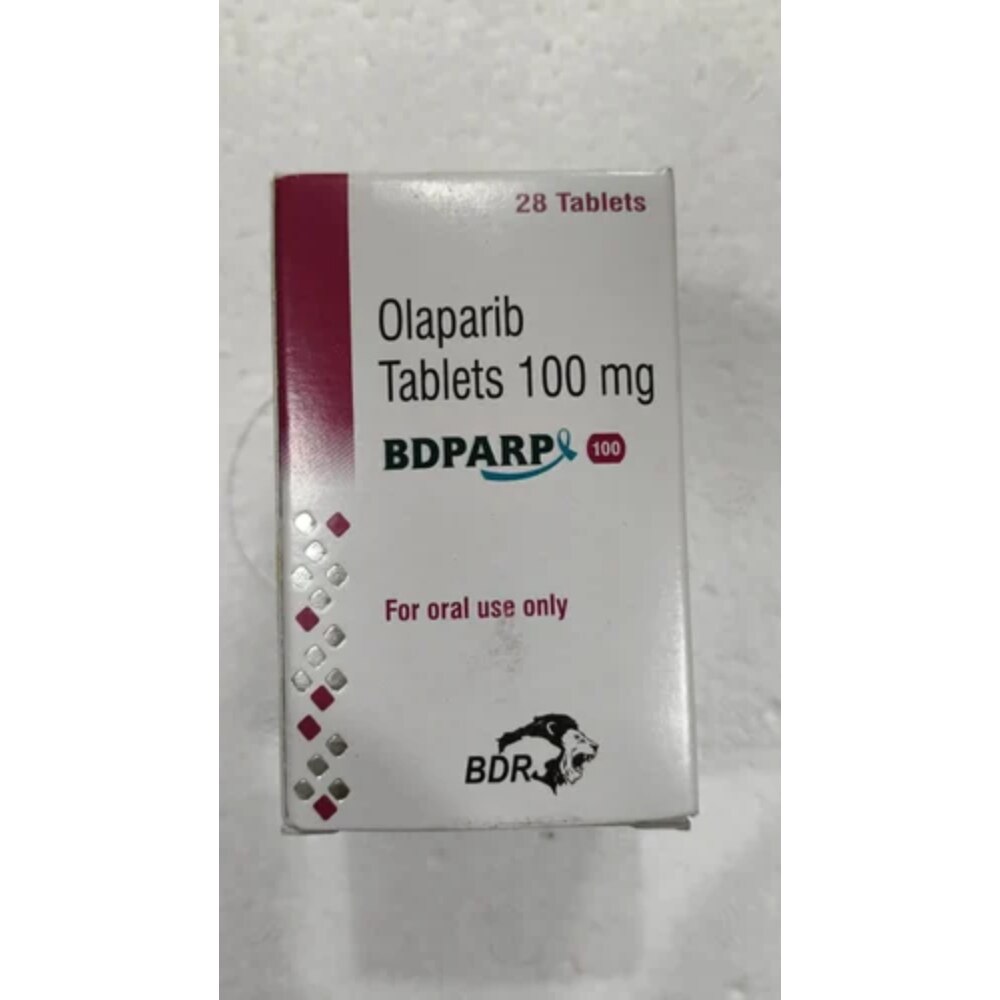 28 Tablets
Olaparib
Tablets 100 mg
BDPARP 100
For oral use only
BDR